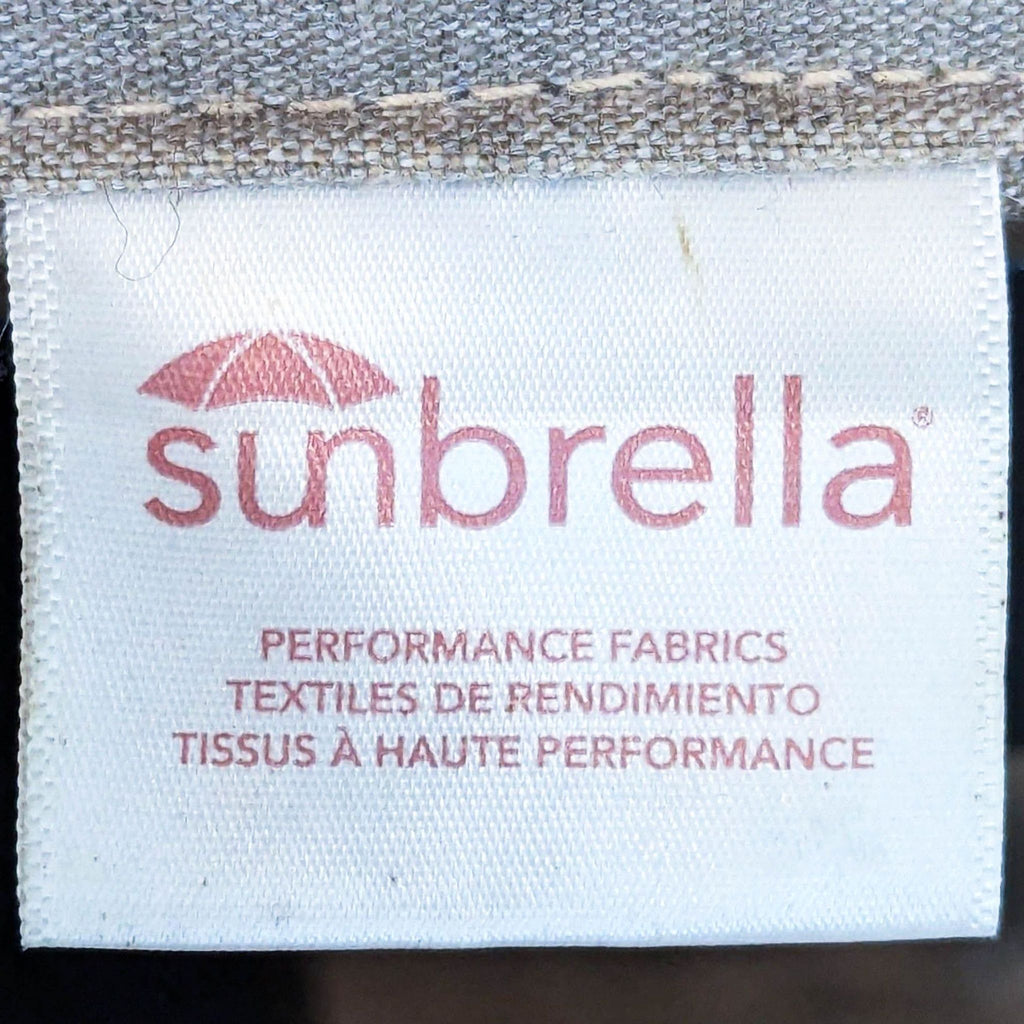 sunbrella®
PERFORMANCE FABRICS
TEXTILES DE RENDIMIENTO
TISSUS À HAUTE PERFORMANCE